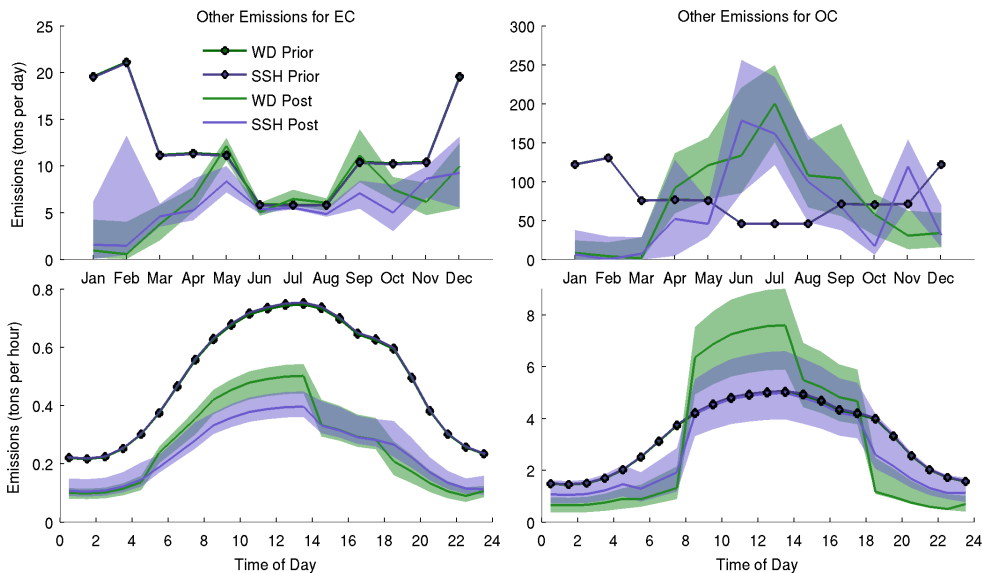 Other Emissions for EC
Other Emissions for OC
Emissions (tons per day)
25
20
15
10
5
0
WD Prior
SSH Prior
WD Post
SSH Post
Jan Feb Mar Apr May Jun Jul Aug Sep Oct Nov Dec
300
250
200
150
100
50
0
Jan Feb Mar Apr May Jun Jul Aug Sep Oct Nov Dec
Emissions (tons per hour)
0.8
0.6
0.4
0.2
0
0 2 4 6 8 10 12 14 16 18 20 22 24
Time of Day
8
6
4
2
0
0 2 4 6 8 10 12 14 16 18 20 22 24
Time of Day